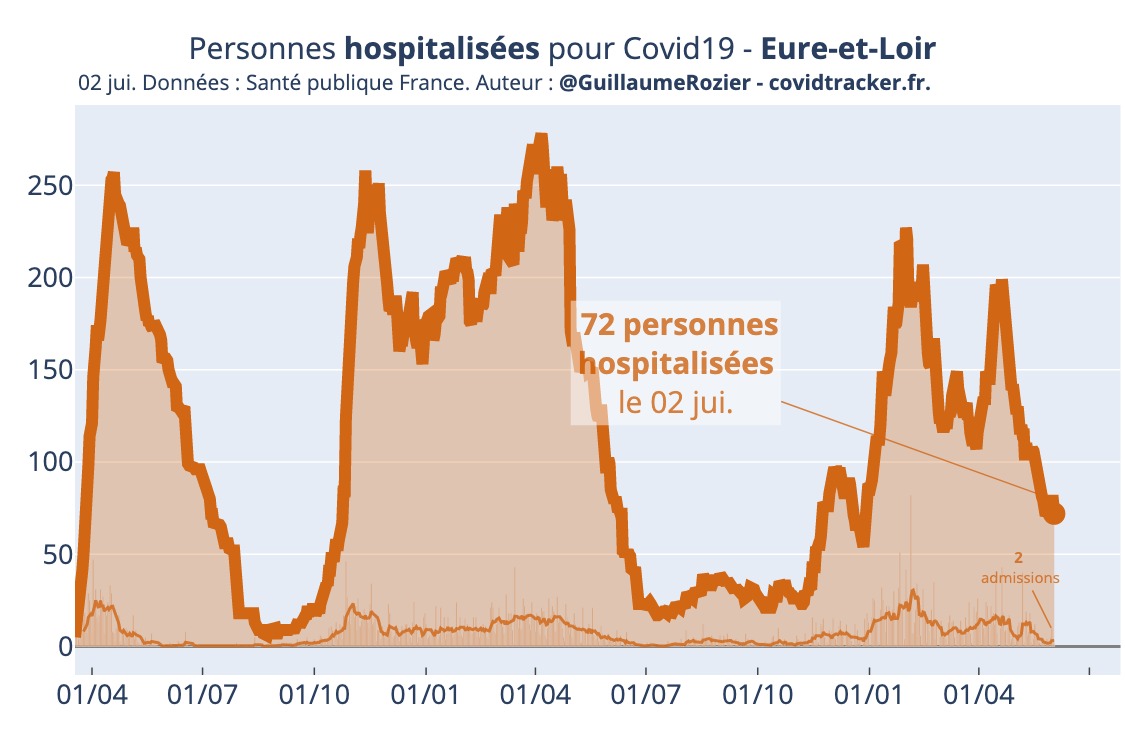 Personnes hospitalisées pour Covid19 - Eure-et-Loir
02 jui. Données : Santé publique France. Auteur : @GuillaumeRozier - covidtracker.fr.
250
200
150
100
50
0
72 personnes
hospitalisées
le 02 jui.
2
admissions
01/04 01/07 01/10 01/01 01/04 01/07 01/10 01/01 01/04